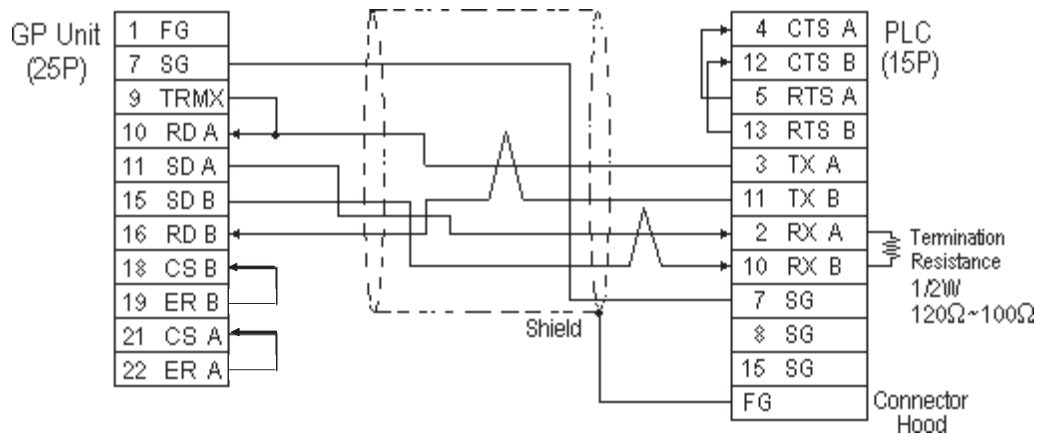 GP Unit
(25P)
1 FG
7 SG
9 TRMX
10 RD A
11 SD A
15 SD B
16 RD B
18 CS B
19 ER B
21 CS A
22 ER A
Shield
4 CTS A
12 CTS B
5 RTS A
13 RTS B
3 TX A
11 TX B
2 RX A
10 RX B
7 SG
8 SG
15 SG
FG
PLC
(15P)
Termination
Resistance
1/2W
120Ω~100Ω
Connector
Hood